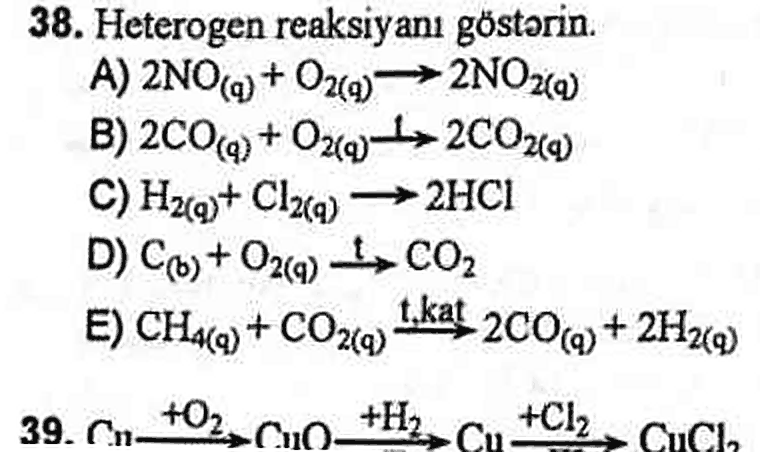 38. Heterogen reaksiyanı göstərin.
A) 2NO(q) + O2(q) ⟶ 2NO2(q)
B) 2CO(q) + O2(q) t⟶ 2CO2(q)
C) H2(q) + Cl2(q) ⟶ 2HCl
D) C(b) + O2(q) t⟶ CO2
E) CH4(q) + CO2(q) t.kat⟶ 2CO(q) + 2H2(q)
39. Cu +O2⟶ CuO +H2⟶ Cu +Cl2⟶ CuCl2